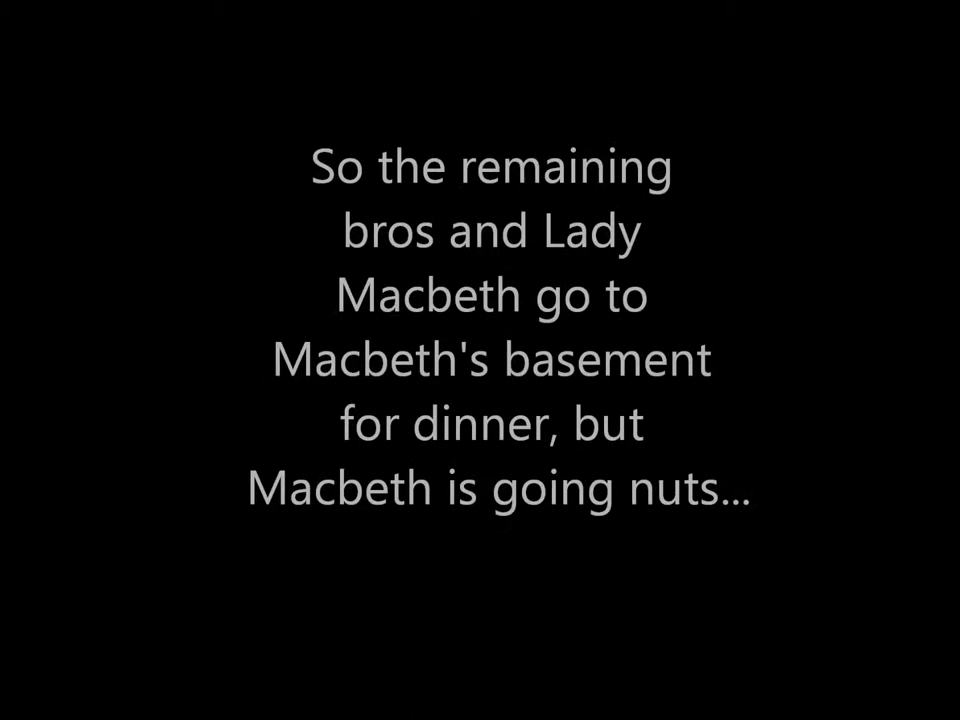 So the remaining
bros and Lady
Macbeth go to
Macbeth's basement
for dinner, but
Macbeth is going nuts...